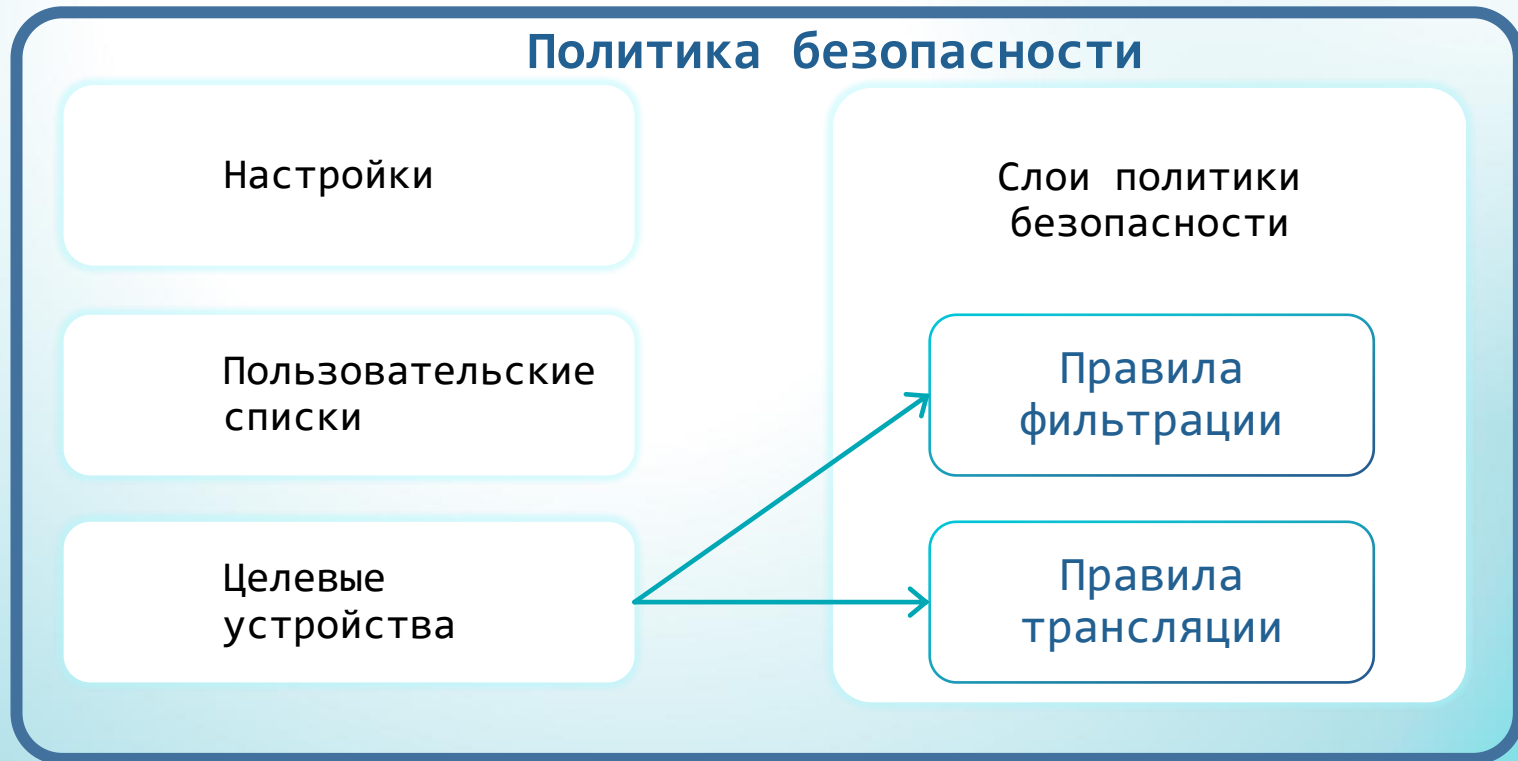 Политика безопасности
Настройки
Пользовательские
списки
Целевые
устройства
Слои политики
безопасности
Правила
фильтрации
Правила
трансляции